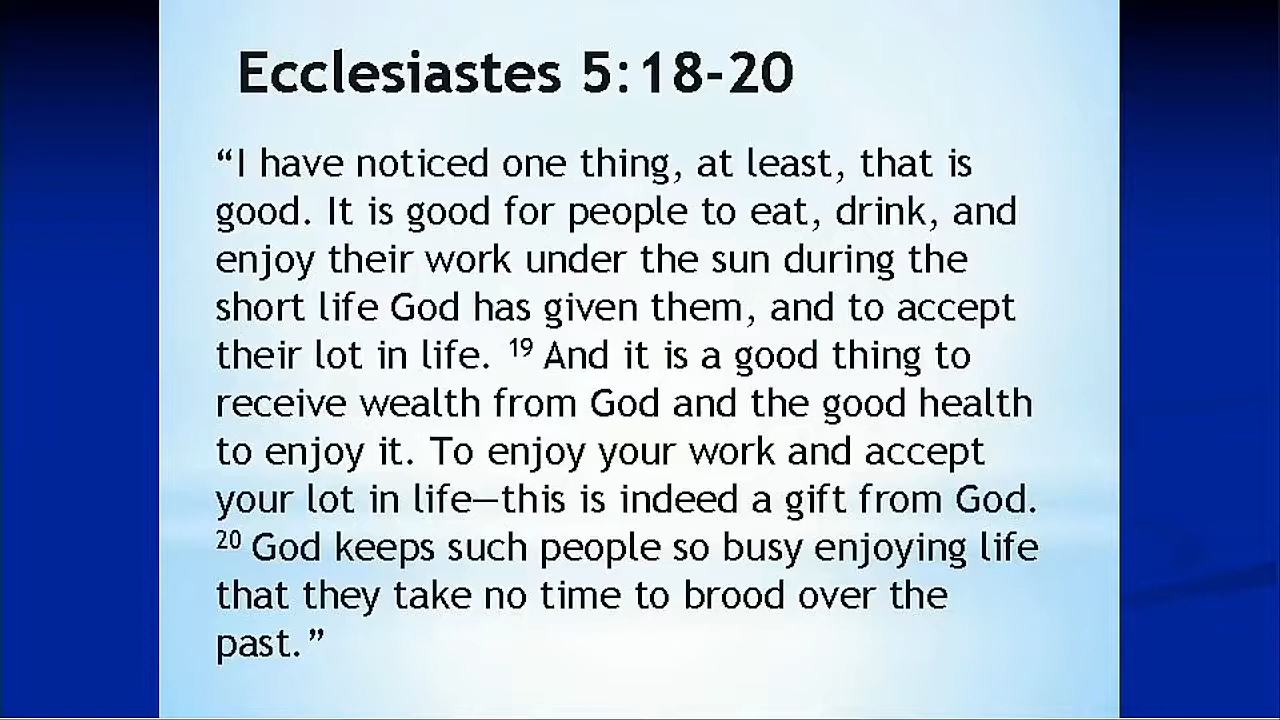 Ecclesiastes 5:18-20
“I have noticed one thing, at least, that is
good. It is good for people to eat, drink, and
enjoy their work under the sun during the
short life God has given them, and to accept
their lot in life. 19 And it is a good thing to
receive wealth from God and the good health
to enjoy it. To enjoy your work and accept
your lot in life—this is indeed a gift from God.
20 God keeps such people so busy enjoying life
that they take no time to brood over the
past.”